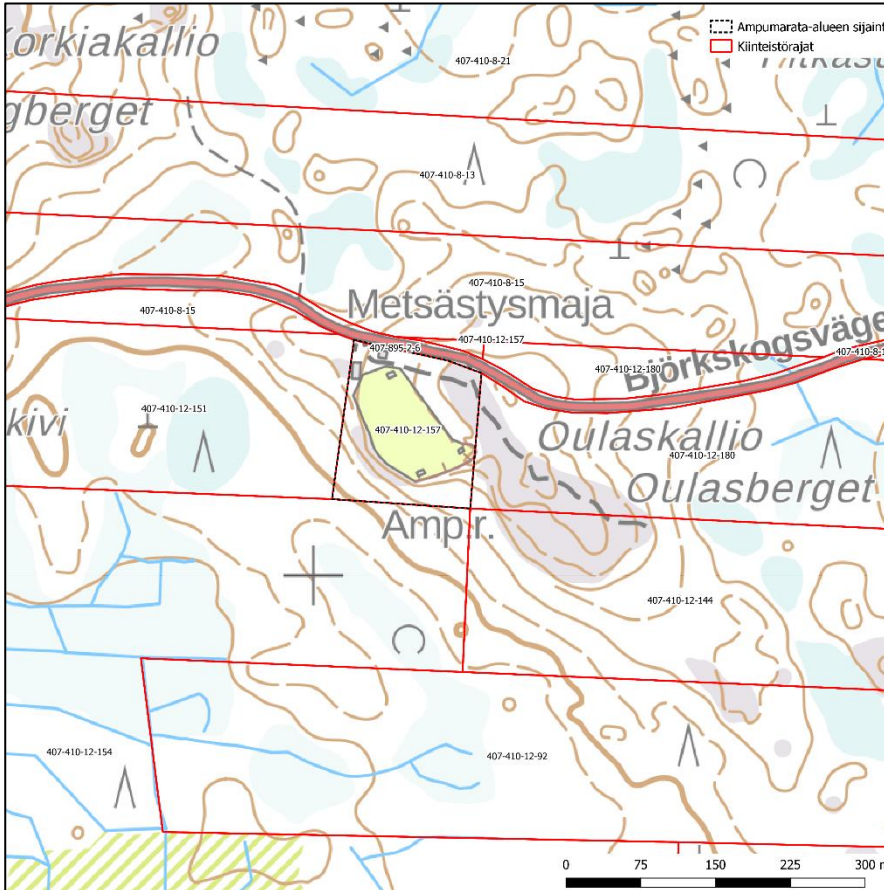 Ampumarata-alueen sijaint
Kiinteistörajat
Korkiakallio
407-410-8-21
gberget
407-410-8-13
407-410-8-15
Metsästysmaja
407-410-8-15
407-410-12-157
407-895-2-6
407-410-12-180
Björkskogsväge
407-410-8-1
407-410-12-151
407-410-12-157
kivi
Oulaskallio
407-410-12-180
Oulasberget
Amp.r.
407-410-12-144
407-410-12-154
407-410-12-92
0 75 150 225 300 m